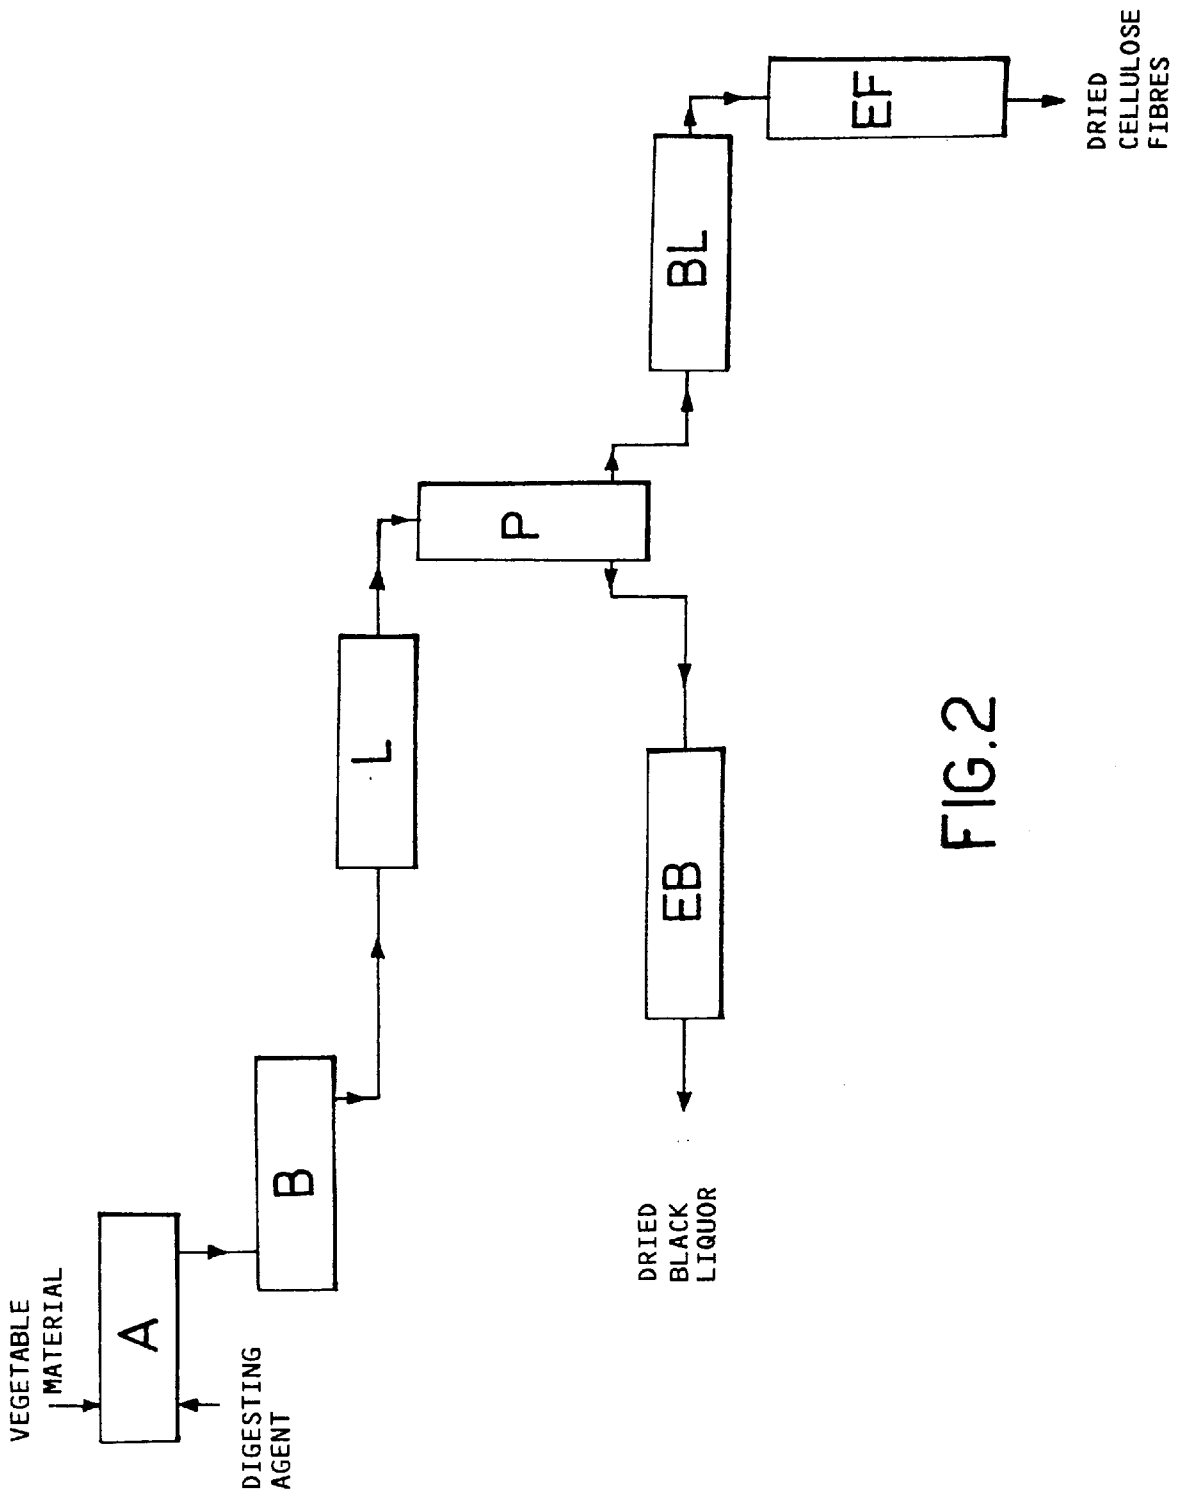 VEGETABLE
MATERIAL
DIGESTING
AGENT
A
B
L
P
DRIED
BLACK
LIQUOR
EB
BL
EF
DRIED
CELLULOSE
FIBRES
FIG.2